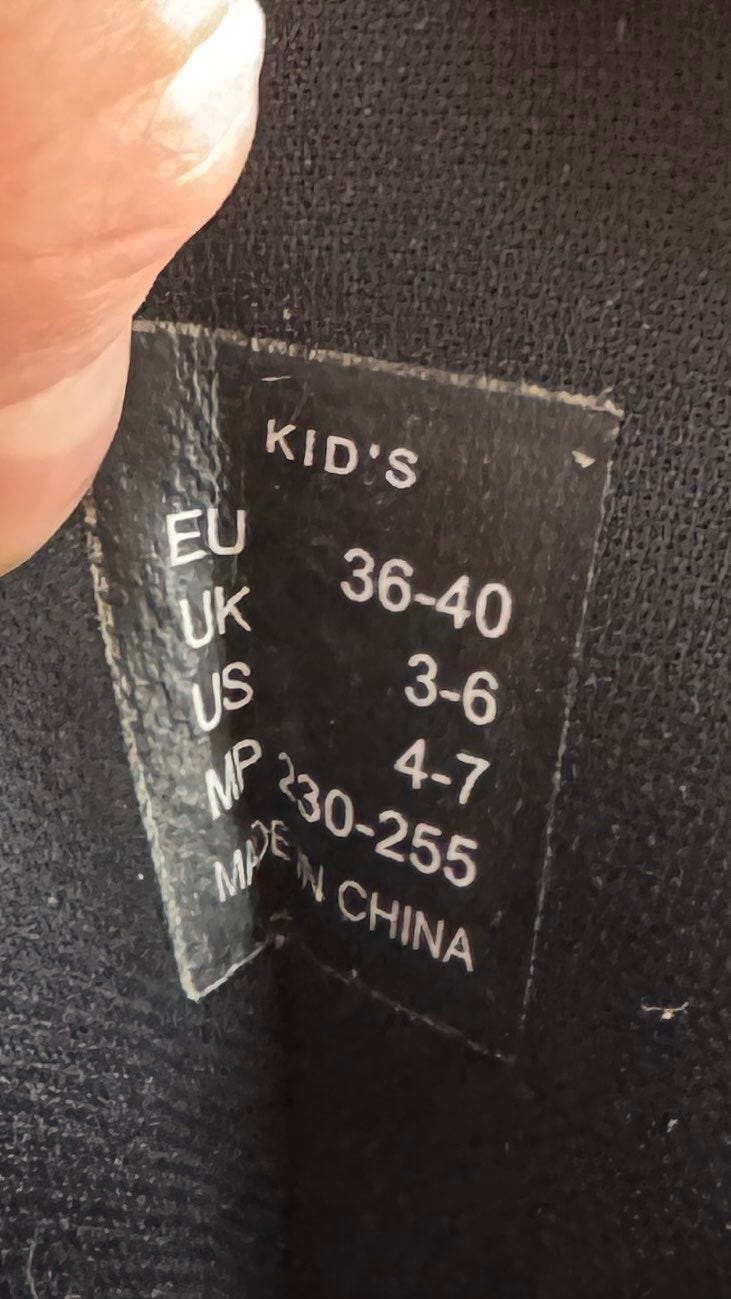 KID'S
EU 36-40
UK 3-6
US 4-7
MP 230-255
MADE IN CHINA